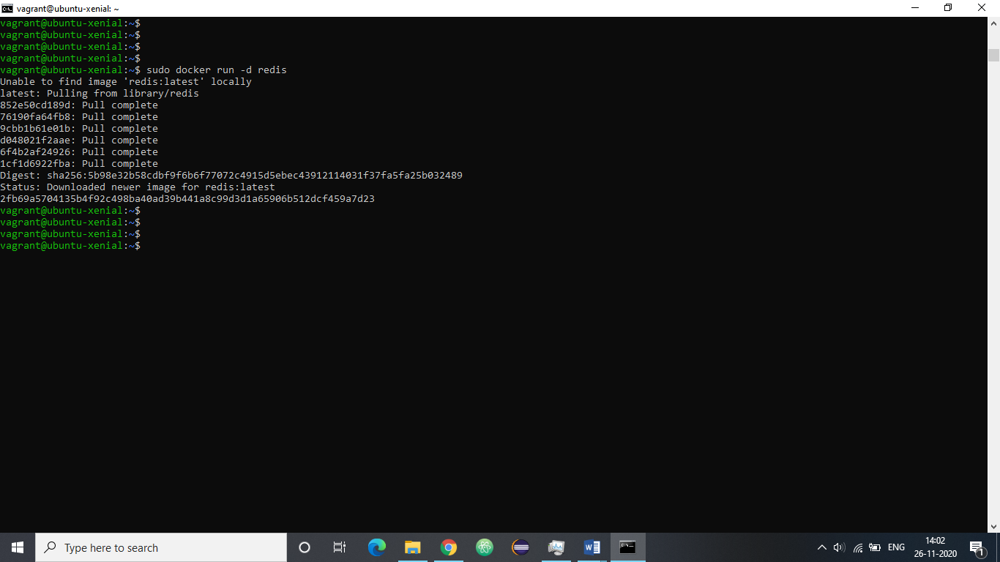 vagrant@ubuntu-xenial: ~
vagrant@ubuntu-xenial:~$
vagrant@ubuntu-xenial:~$
vagrant@ubuntu-xenial:~$
vagrant@ubuntu-xenial:~$
vagrant@ubuntu-xenial:~$ sudo docker run -d redis
Unable to find image 'redis:latest' locally
latest: Pulling from library/redis
852e50cd189d: Pull complete
76190fa64fb8: Pull complete
9cbb1b61e01b: Pull complete
d048021f2aae: Pull complete
6f4b2af24926: Pull complete
1cf1d6922fba: Pull complete
Digest: sha256:5b98e32b58cdbf9f6b6f77072c4915d5ebec43912114031f37fa5fa25b032489
Status: Downloaded newer image for redis:latest
2fb69a5704135b4f92c498ba40ad39b441a8c99d3d1a65906b512dcf459a7d23
vagrant@ubuntu-xenial:~$
vagrant@ubuntu-xenial:~$
vagrant@ubuntu-xenial:~$
vagrant@ubuntu-xenial:~$
Type here to search
ENG
14:02
26-11-2020
1